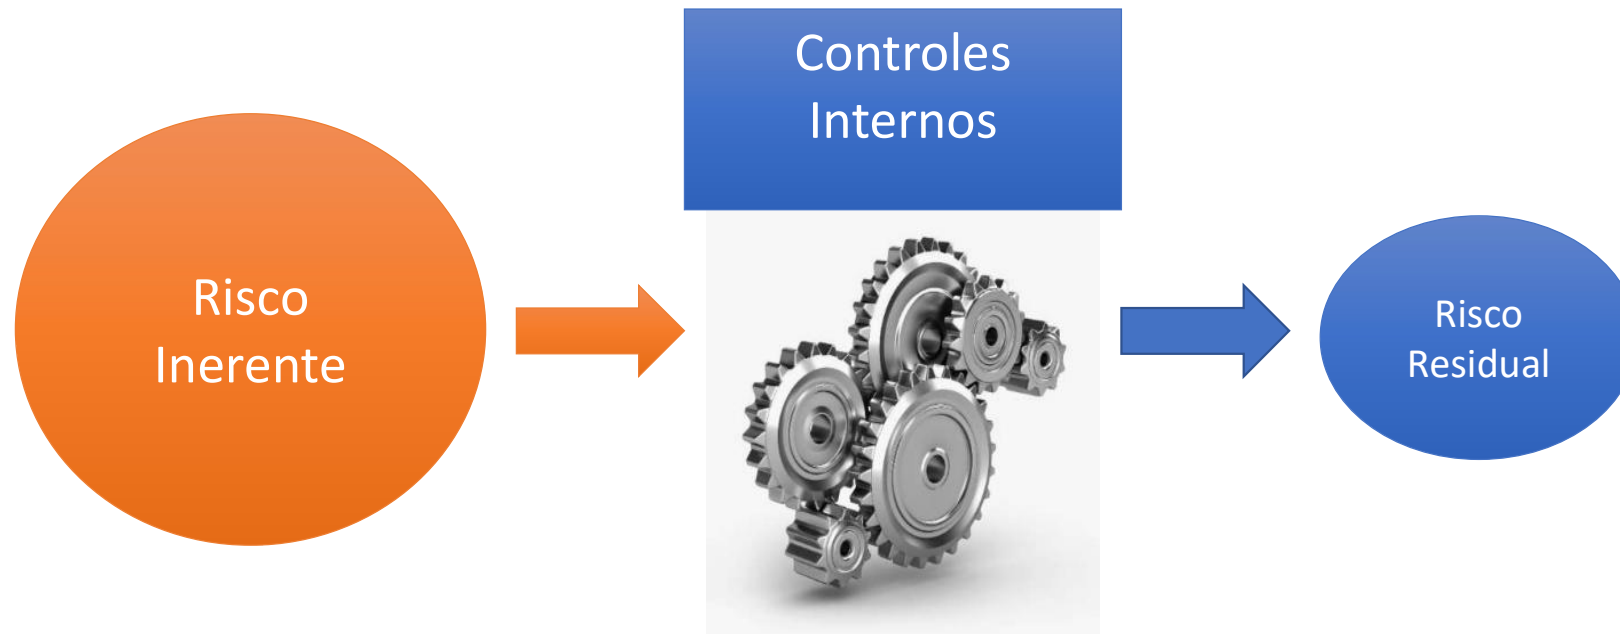 Risco
Inerente
Controles
Internos
Risco
Residual